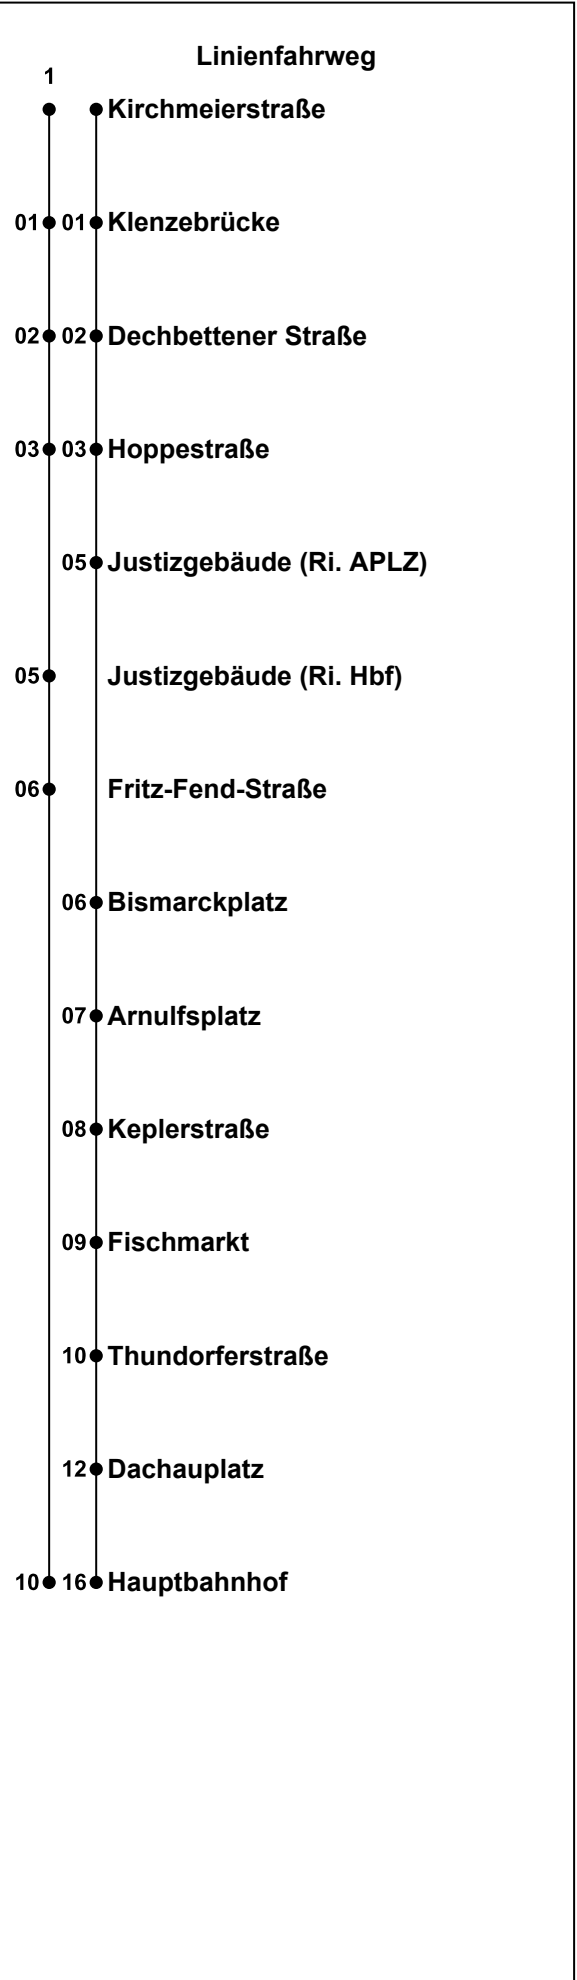 Linienfahrweg
1
Kirchmeierstraße
01 01 Klenzebrücke
02 02 Dechbettener Straße
03 03 Hoppestraße
05 Justizgebäude (Ri. APLZ)
05 Justizgebäude (Ri. Hbf)
06 Fritz-Fend-Straße
06 Bismarckplatz
07 Arnulfsplatz
08 Keplerstraße
09 Fischmarkt
10 Thundorferstraße
12 Dachauplatz
10 16 Hauptbahnhof